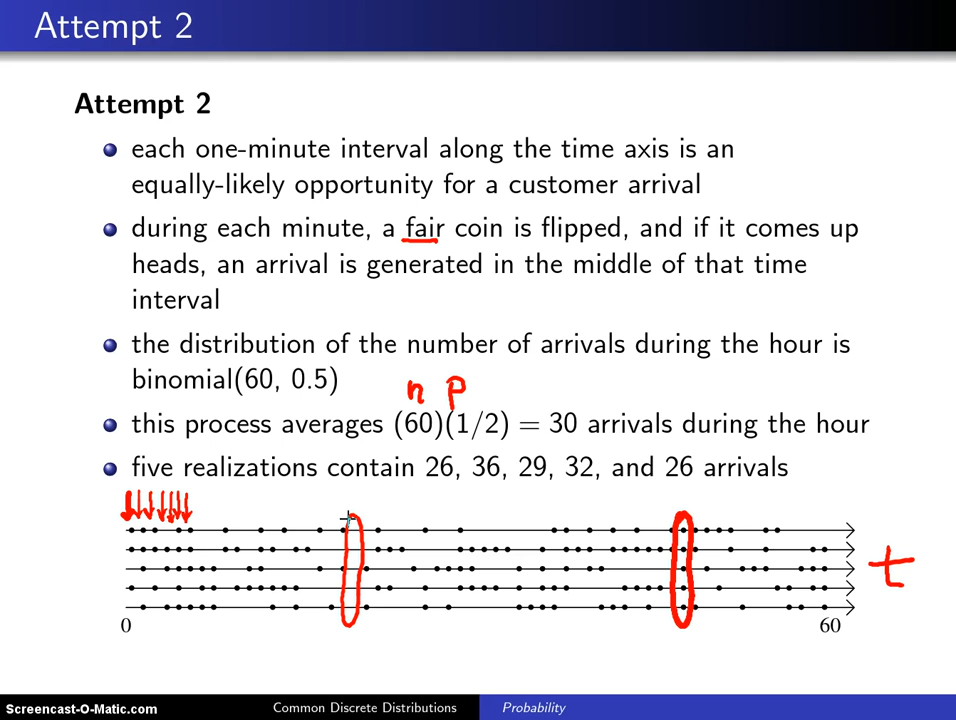 Attempt 2
Attempt 2
each one-minute interval along the time axis is an
equally-likely opportunity for a customer arrival
during each minute, a fair coin is flipped, and if it comes up
heads, an arrival is generated in the middle of that time
interval
the distribution of the number of arrivals during the hour is
binomial(60, 0.5)
n p
this process averages (60)(1/2) = 30 arrivals during the hour
five realizations contain 26, 36, 29, 32, and 26 arrivals
t
0 60
Screencast-O-Matic.com Common Discrete Distributions Probability